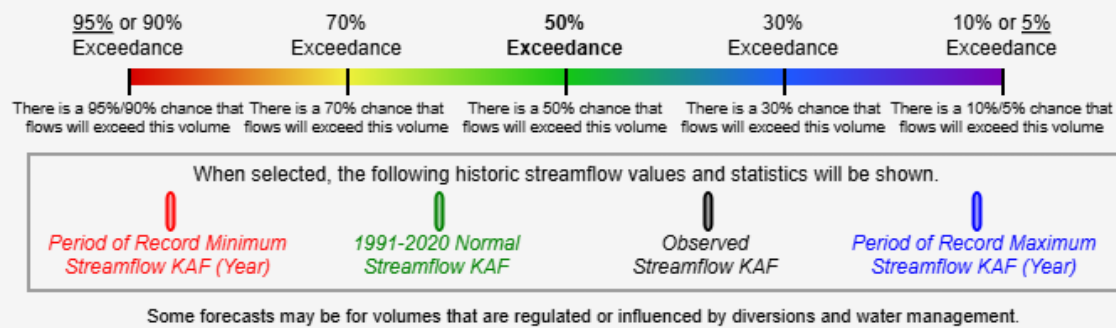 95% or 90% Exceedance
70% Exceedance
50% Exceedance
30% Exceedance
10% or 5% Exceedance
There is a 95%/90% chance that flows will exceed this volume
There is a 70% chance that flows will exceed this volume
There is a 50% chance that flows will exceed this volume
There is a 30% chance that flows will exceed this volume
There is a 10%/5% chance that flows will exceed this volume
When selected, the following historic streamflow values and statistics will be shown.
Period of Record Minimum
Streamflow KAF (Year)
1991-2020 Normal
Streamflow KAF
Observed
Streamflow KAF
Period of Record Maximum
Streamflow KAF (Year)
Some forecasts may be for volumes that are regulated or influenced by diversions and water management.